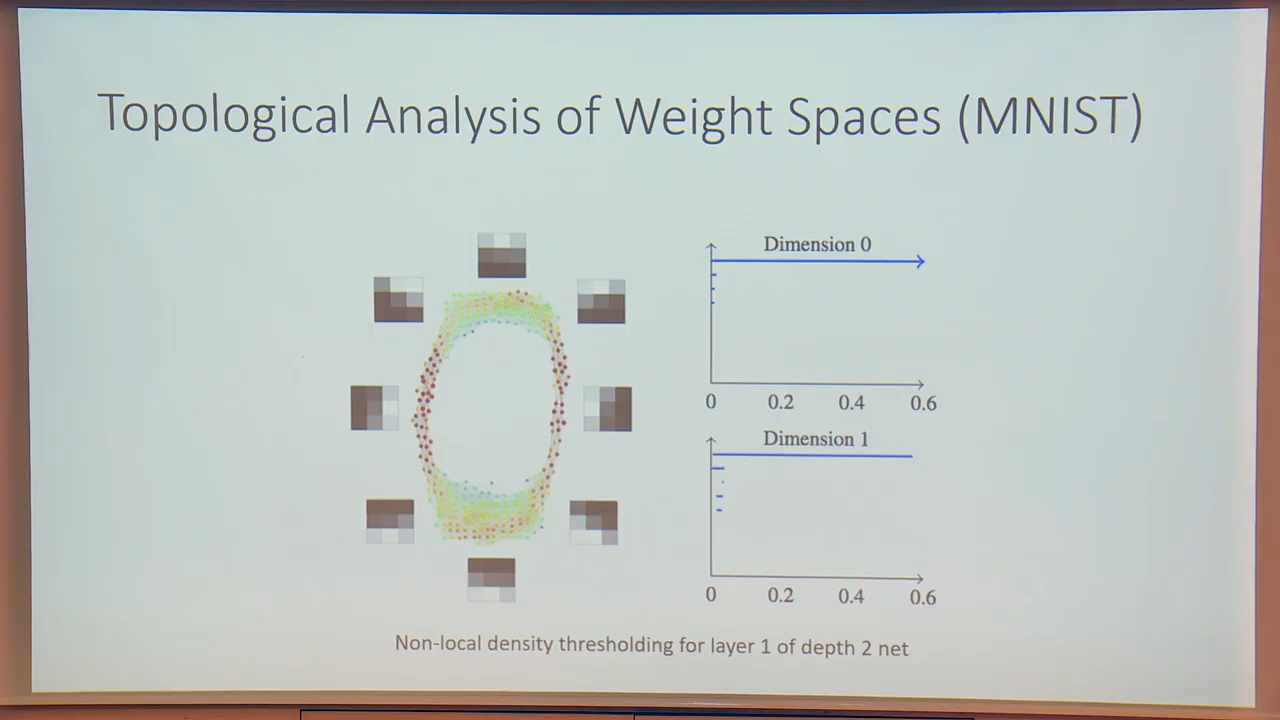 Topological Analysis of Weight Spaces (MNIST)
Dimension 0
0 0.2 0.4 0.6
Dimension 1
0 0.2 0.4 0.6
Non-local density thresholding for layer 1 of depth 2 net